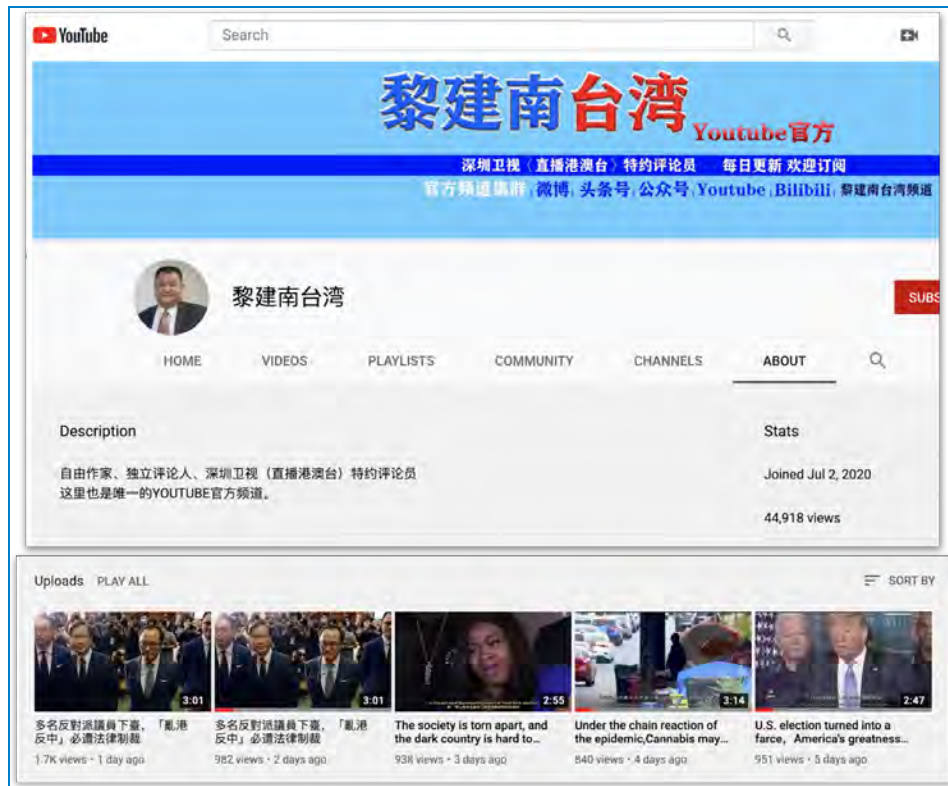 YouTube
Search
黎建南台湾
Youtube官方
深圳卫视〈直播港澳台〉特约评论员 每日更新 欢迎订阅
官方频道集群:微博:头条号:公众号:Youtube:Bilibili:黎建南台湾频道
黎建南台湾
SUBS
HOME VIDEOS PLAYLISTS COMMUNITY CHANNELS ABOUT
Description
自由作家、独立评论人、深圳卫视（直播港澳台）特约评论员
这里也是唯一的YOUTUBE官方频道。
Stats
Joined Jul 2, 2020
44,918 views
Uploads PLAY ALL
SORT BY
3:01
多名反對派議員下臺，「亂港
反中」必遭法律制裁
1.7K views • 1 day ago
3:01
多名反對派議員下臺，「亂港
反中」必遭法律制裁
982 views • 2 days ago
2:55
The society is torn apart, and
the dark country is hard to...
938 views • 3 days ago
3:14
Under the chain reaction of
the epidemic,Cannabis may...
840 views • 4 days ago
2:47
U.S. election turned into a
farce，America's greatness...
951 views • 5 days ago